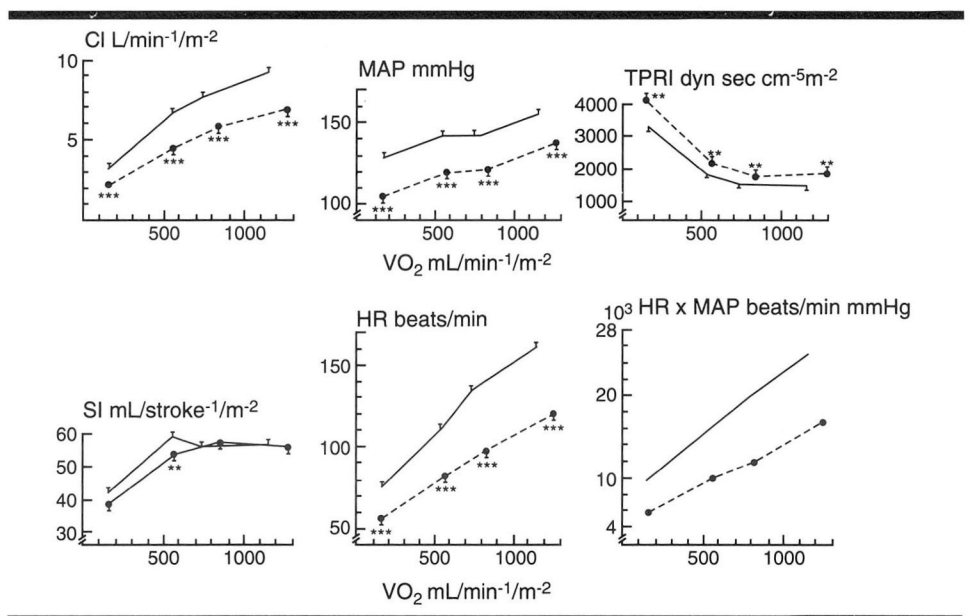 CI L/min-1/m-2
10
5
500 1000
MAP mmHg
150
100
500 1000
VO2 mL/min-1/m-2
TPRI dyn sec cm-5m-2
4000
3000
2000
1000
500 1000
*** *** *** ***
*** *** *** ***
** ** ** **
SI mL/stroke-1/m-2
60
50
40
30
**
500 1000
HR beats/min
150
100
50
*** *** *** ***
500 1000
VO2 mL/min-1/m-2
103 HR x MAP beats/min mmHg
28
20
10
4
500 1000